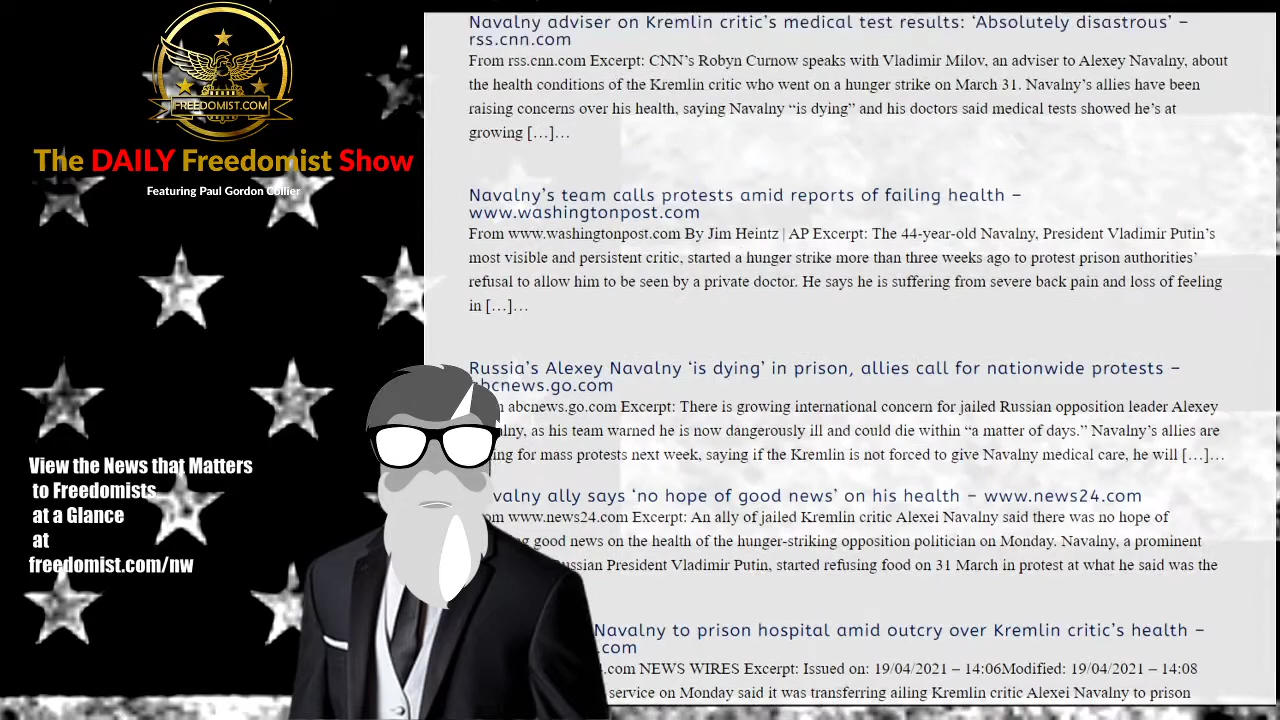 FREEDOMIST.COM
The DAILY Freedomist Show
Featuring Paul Gordon Collier
View the News that Matters
to Freedomists
at a Glance
at
freedomist.com/nw
Navalny adviser on Kremlin critic’s medical test results: ‘Absolutely disastrous’ –
rss.cnn.com
From rss.cnn.com Excerpt: CNN’s Robyn Curnow speaks with Vladimir Milov, an adviser to Alexey Navalny, about
the health conditions of the Kremlin critic who went on a hunger strike on March 31. Navalny’s allies have been
raising concerns over his health, saying Navalny “is dying” and his doctors said medical tests showed he’s at
growing […]…
Navalny’s team calls protests amid reports of failing health –
www.washingtonpost.com
From www.washingtonpost.com By Jim Heintz | AP Excerpt: The 44-year-old Navalny, President Vladimir Putin’s
most visible and persistent critic, started a hunger strike more than three weeks ago to protest prison authorities’
refusal to allow him to be seen by a private doctor. He says he is suffering from severe back pain and loss of feeling
in […]…
Russia’s Alexey Navalny ‘is dying’ in prison, allies call for nationwide protests –
abcnews.go.com
abcnews.go.com Excerpt: There is growing international concern for jailed Russian opposition leader Alexey
as his team warned he is now dangerously ill and could die within “a matter of days.” Navalny’s allies are
for mass protests next week, saying if the Kremlin is not forced to give Navalny medical care, he will […]…
ally says ‘no hope of good news’ on his health – www.news24.com
www.news24.com Excerpt: An ally of jailed Kremlin critic Alexei Navalny said there was no hope of
good news on the health of the hunger-striking opposition politician on Monday. Navalny, a prominent
President Vladimir Putin, started refusing food on 31 March in protest at what he said was the
Navalny to prison hospital amid outcry over Kremlin critic’s health –
.com
.com NEWS WIRES Excerpt: Issued on: 19/04/2021 – 14:06Modified: 19/04/2021 – 14:08
service on Monday said it was transferring ailing Kremlin critic Alexei Navalny to prison